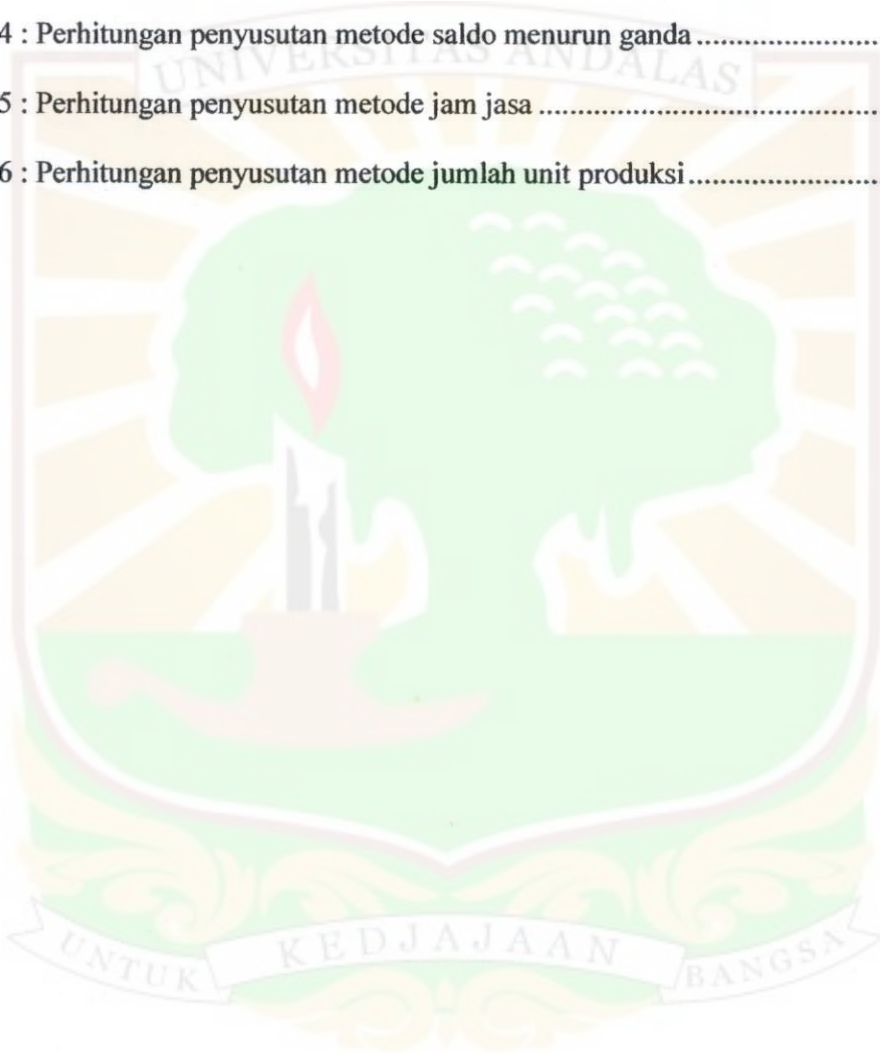 4 : Perhitungan penyusutan metode saldo menurun ganda ........................
UNIVERSITAS ANDALAS
5 : Perhitungan penyusutan metode jam jasa ............................................
6 : Perhitungan penyusutan metode jumlah unit produksi.........................
UNTUK KEDJAJAAN BANGSA